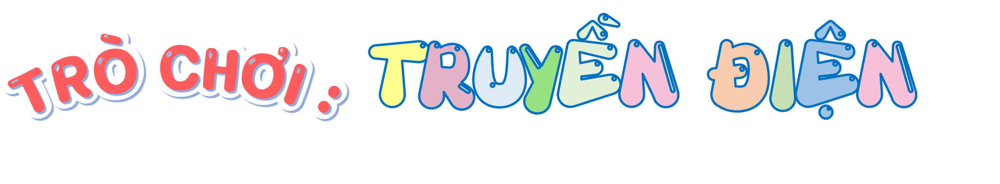 TRÒ CHƠI : TRUYỀN ĐIỆN